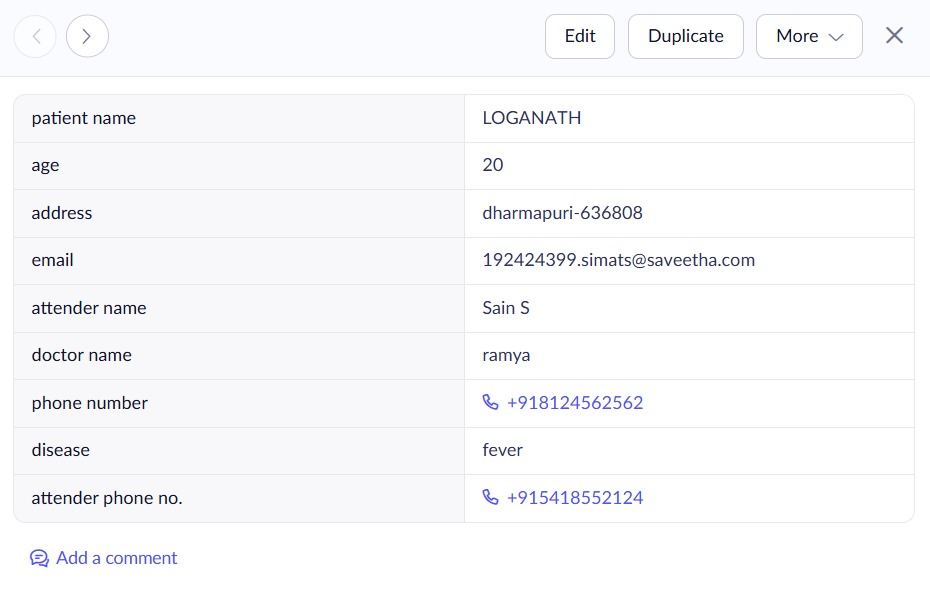 Edit Duplicate More
patient name LOGANATH
age 20
address dharmapuri-636808
email 192424399.simats@saveetha.com
attender name Sain S
doctor name ramya
phone number +918124562562
disease fever
attender phone no. +915418552124
Add a comment